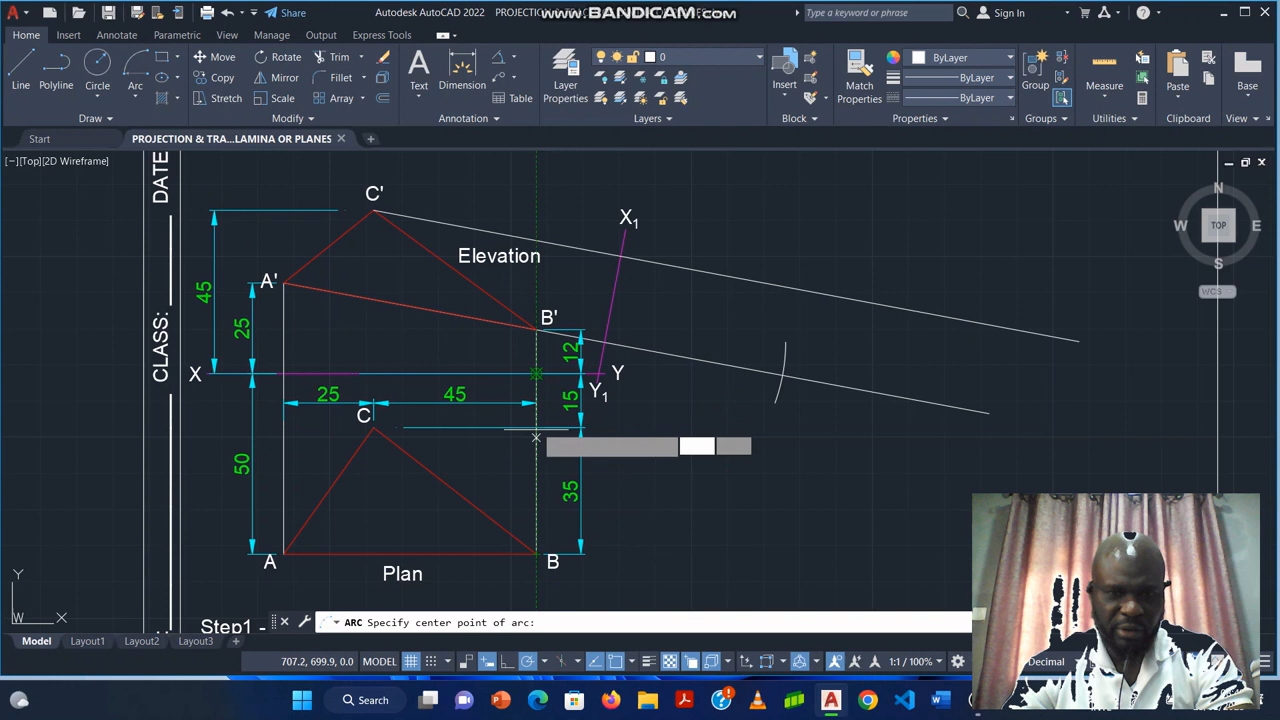 Share
Autodesk AutoCAD 2022 PROJECTION & TRAC
www.BANDICAM.com
Type a keyword or phrase
Sign In
Home Insert Annotate Parametric View Manage Output Express Tools
Line Polyline Circle Arc
Move Rotate Trim
Copy Mirror Fillet
Stretch Scale Array
Text Dimension Table
Layer Properties
0
Insert
Match Properties
ByLayer
ByLayer
ByLayer
Group Measure Paste Base
Draw Modify Annotation Layers Block Properties Groups Utilities Clipboard View
Start PROJECTION & TRA...LAMINA OR PLANES
[−][Top][2D Wireframe]
CLASS: DATE
C'
X1
Elevation
A'
B'
45
25
12
X
Y
Y1
25
45
15
C
50
35
A
B
Plan
N
W TOP E
S
WCS
Y
W X
Step1 -
ARC Specify center point of arc:
Model Layout1 Layout2 Layout3
707.2, 699.9, 0.0 MODEL
1:1 / 100%
Decimal
Search